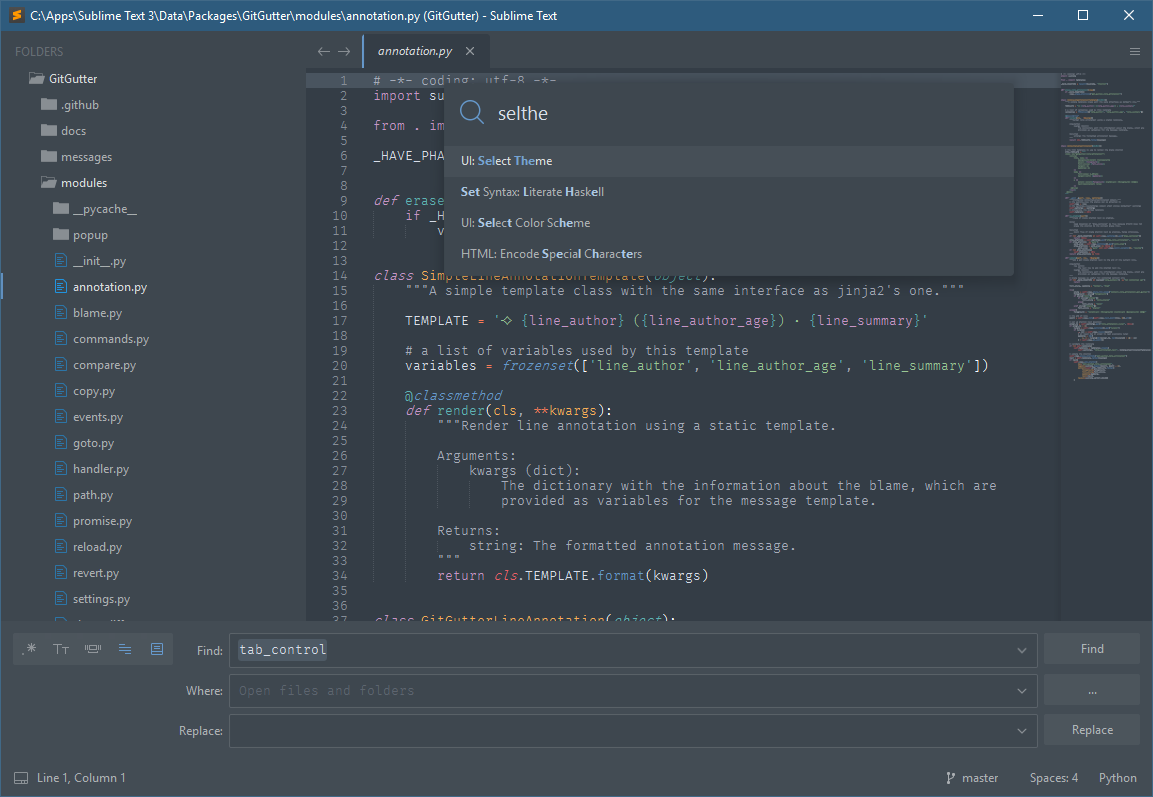 C:\Apps\Sublime Text 3\Data\Packages\GitGutter\modules\annotation.py (GitGutter) - Sublime Text
FOLDERS
GitGutter
.github
docs
messages
modules
__pycache__
popup
__init__.py
annotation.py
blame.py
commands.py
compare.py
copy.py
events.py
goto.py
handler.py
path.py
promise.py
reload.py
revert.py
settings.py
annotation.py
selthe
UI: Select Theme
Set Syntax: Literate Haskell
UI: Select Color Scheme
HTML: Encode Special Characters
1 # -*- coding: utf-8 -*-
2 import su
3
4 from . im
5
6 _HAVE_PHA
7
8
9 def erase
10 if _H
11 v
12
13
14 class SimpleLineAnnotationTemplate(object):
15 """A simple template class with the same interface as jinja2's one."""
16
17 TEMPLATE = '⟣ {line_author} ({line_author_age}) · {line_summary}'
18
19 # a list of variables used by this template
20 variables = frozenset(['line_author', 'line_author_age', 'line_summary'])
21
22 @classmethod
23 def render(cls, **kwargs):
24 """Render line annotation using a static template.
25
26 Arguments:
27 kwargs (dict):
28 The dictionary with the information about the blame, which are
29 provided as variables for the message template.
30
31 Returns:
32 string: The formatted annotation message.
33 """
34 return cls.TEMPLATE.format(kwargs)
35
36
37 class GitGutterLineAnnotation(object):
Find: tab_control
Find
Where: Open files and folders
...
Replace:
Replace
Line 1, Column 1
master
Spaces: 4
Python